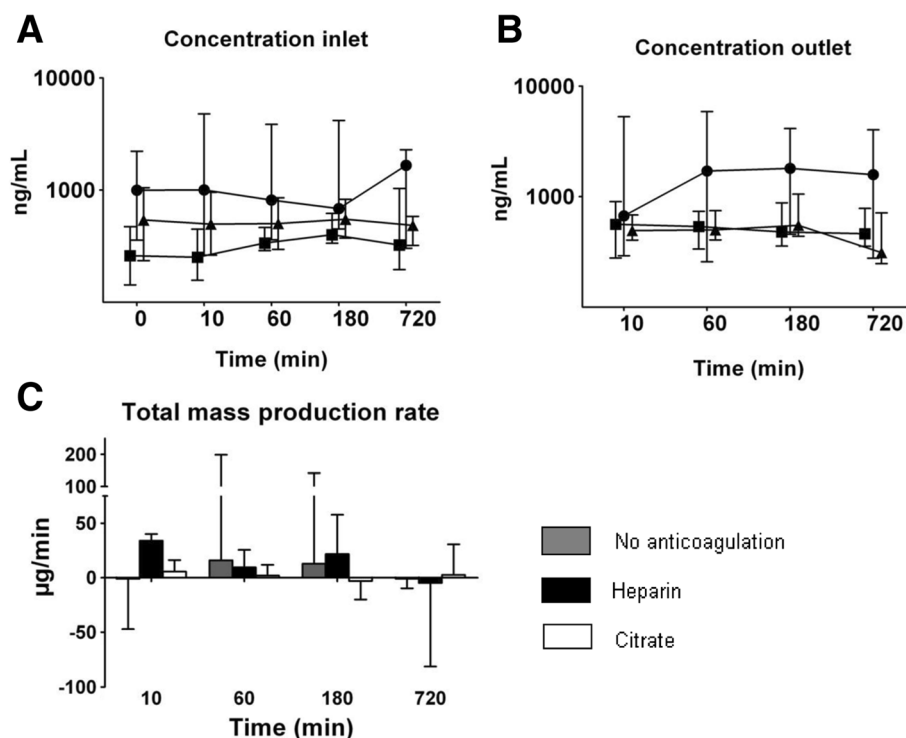 A
Concentration inlet
10000
1000
ng/mL
0 10 60 180 720
Time (min)
B
Concentration outlet
10000
1000
ng/mL
10 60 180 720
Time (min)
C
Total mass production rate
200
100
50
0
-50
-100
µg/min
10 60 180 720
Time (min)
No anticoagulation
Heparin
Citrate